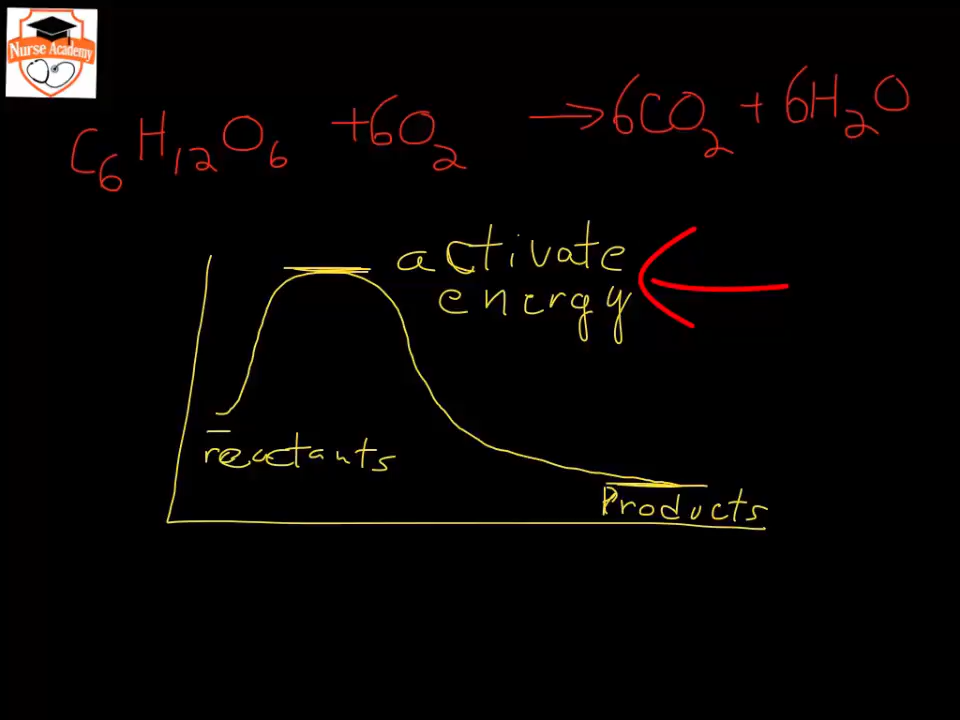 Nurse Academy
C₆H₁₂O₆ + 6O₂ → 6CO₂ + 6H₂O
activate
energy
reactants
Products